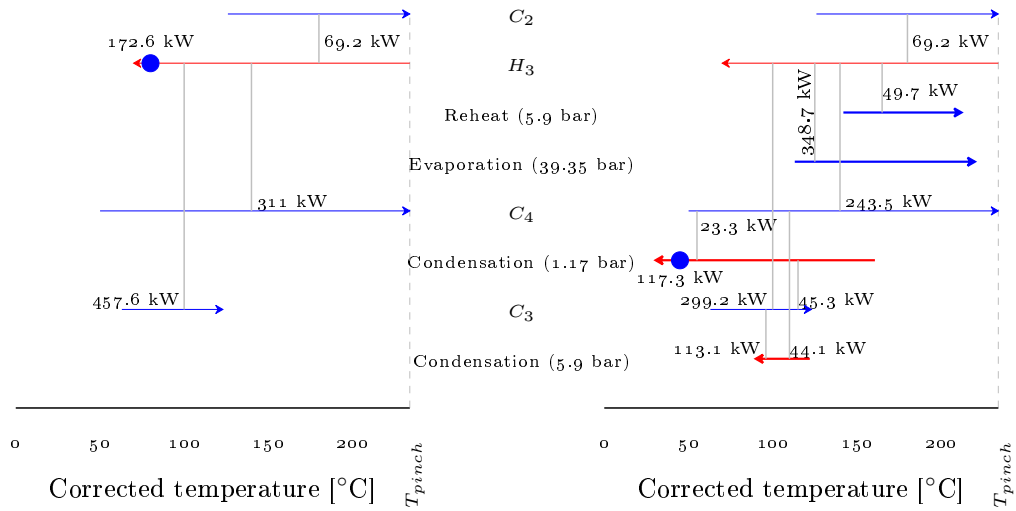 C2
172.6 kW
69.2 kW
69.2 kW
H3
348.7 kW
49.7 kW
Reheat (5.9 bar)
Evaporation (39.35 bar)
311 kW
C4
243.5 kW
23.3 kW
Condensation (1.17 bar)
117.3 kW
457.6 kW
C3
299.2 kW
45.3 kW
Condensation (5.9 bar)
113.1 kW
44.1 kW
0 50 100 150 200
0 50 100 150 200
Tpinch
Tpinch
Corrected temperature [°C]
Corrected temperature [°C]